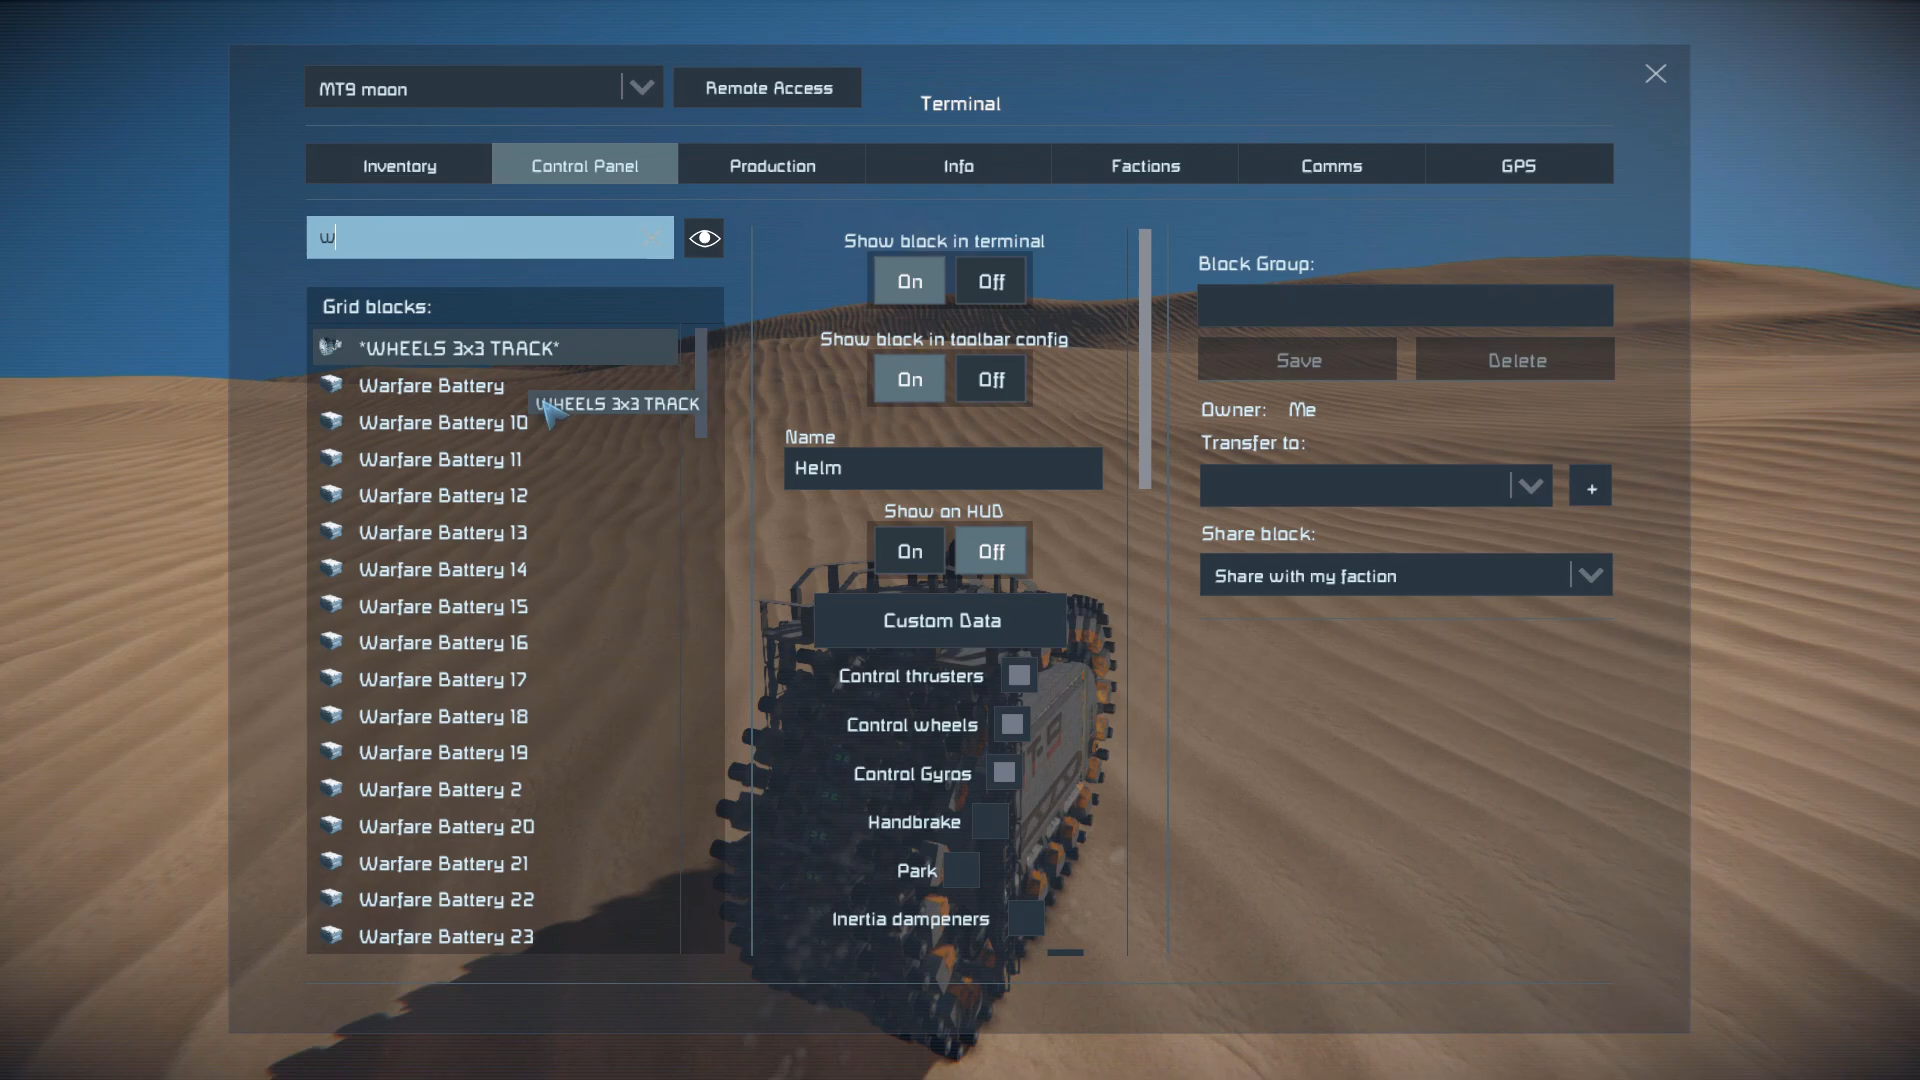 MT9 moon
Remote Access
Terminal
Inventory
Control Panel
Production
Info
Factions
Comms
GPS
w
Grid blocks:
*WHEELS 3x3 TRACK*
Warfare Battery
WHEELS 3x3 TRACK
Warfare Battery 10
Warfare Battery 11
Warfare Battery 12
Warfare Battery 13
Warfare Battery 14
Warfare Battery 15
Warfare Battery 16
Warfare Battery 17
Warfare Battery 18
Warfare Battery 19
Warfare Battery 2
Warfare Battery 20
Warfare Battery 21
Warfare Battery 22
Warfare Battery 23
Show block in terminal
On Off
Show block in toolbar config
On Off
Name
Helm
Show on HUD
On Off
Custom Data
Control thrusters
Control wheels
Control Gyros
Handbrake
Park
Inertia dampeners
Block Group:
Save Delete
Owner: Me
Transfer to:
+
Share block:
Share with my faction